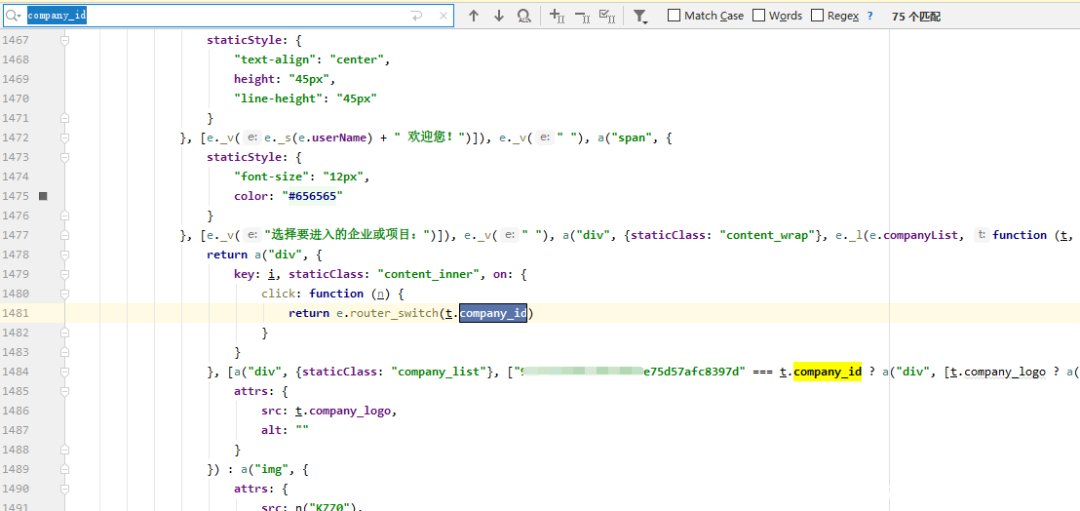 company_id Match Case Words Regex ? 75 个匹配
1467 staticStyle: {
1468 "text-align": "center",
1469 height: "45px",
1470 "line-height": "45px"
1471 }
1472 }, [e._v( e: e._s(e.userName) + " 欢迎您! ")]), e._v( e: " "), a("span", {
1473 staticStyle: {
1474 "font-size": "12px",
1475 color: "#656565"
1476 }
1477 }, [e._v( e: "选择要进入的企业或项目: ")]), e._v( e: " "), a("div", {staticClass: "content_wrap"}, e._l(e.companyList, t: function (t,
1478 return a("div", {
1479 key: i, staticClass: "content_inner", on: {
1480 click: function (n) {
1481 return e.router_switch(t.company_id)
1482 }
1483 }
1484 }, [a("div", {staticClass: "company_list"}, ["9 e75d57afc8397d" === t.company_id ? a("div", [t.company_logo ? a(
1485 attrs: {
1486 src: t.company_logo,
1487 alt: ""
1488 }
1489 }) : a("img", {
1490 attrs: {
1491 src: n("K77O"),